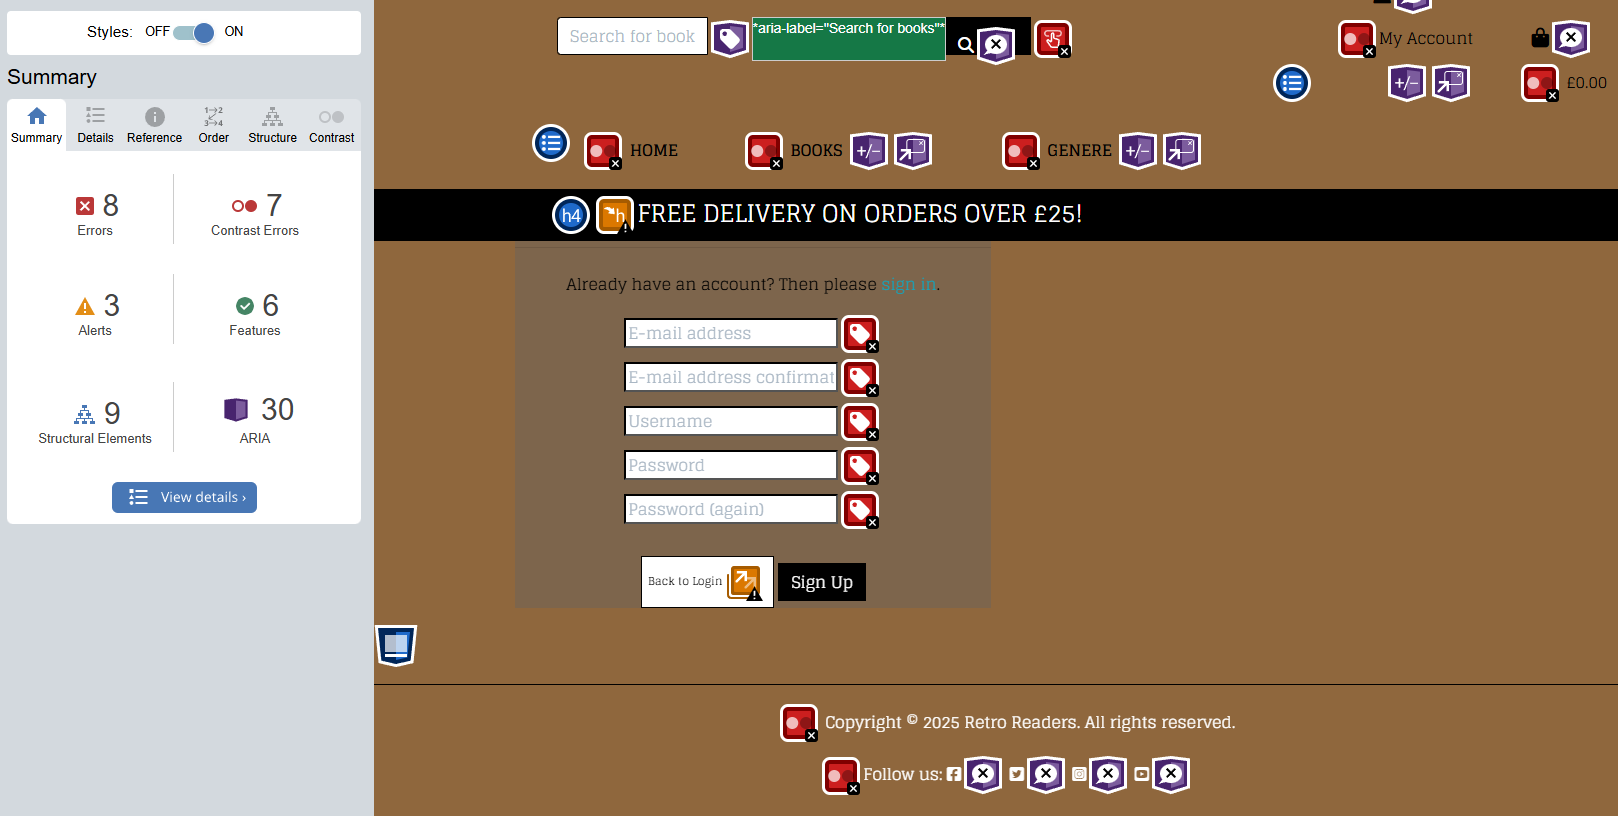 Styles: OFF ON
Summary
Summary Details Reference Order Structure Contrast
8
Errors
7
Contrast Errors
3
Alerts
6
Features
9
Structural Elements
30
ARIA
View details ›
Search for book
*aria-label="Search for books"*
My Account
£0.00
HOME
BOOKS
GENERE
h4 h FREE DELIVERY ON ORDERS OVER £25!
Already have an account? Then please sign in.
E-mail address
E-mail address confirmat
Username
Password
Password (again)
Back to Login
Sign Up
Copyright © 2025 Retro Readers. All rights reserved.
Follow us: